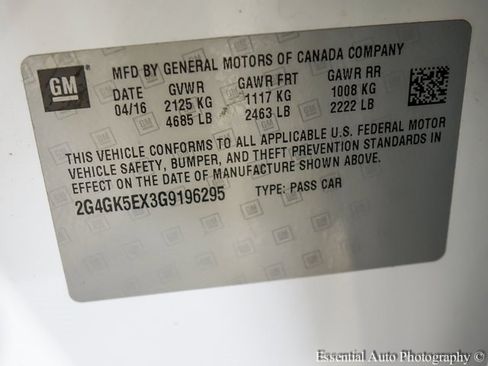 GM
MFD BY GENERAL MOTORS OF CANADA COMPANY
DATE GVWR GAWR FRT GAWR RR
04/16 2125 KG 1117 KG 1008 KG
4685 LB 2463 LB 2222 LB
THIS VEHICLE CONFORMS TO ALL APPLICABLE U.S. FEDERAL MOTOR
VEHICLE SAFETY, BUMPER, AND THEFT PREVENTION STANDARDS IN
EFFECT ON THE DATE OF MANUFACTURE SHOWN ABOVE.
2G4GK5EX3G9196295 TYPE: PASS CAR
Essential Auto Photography ©